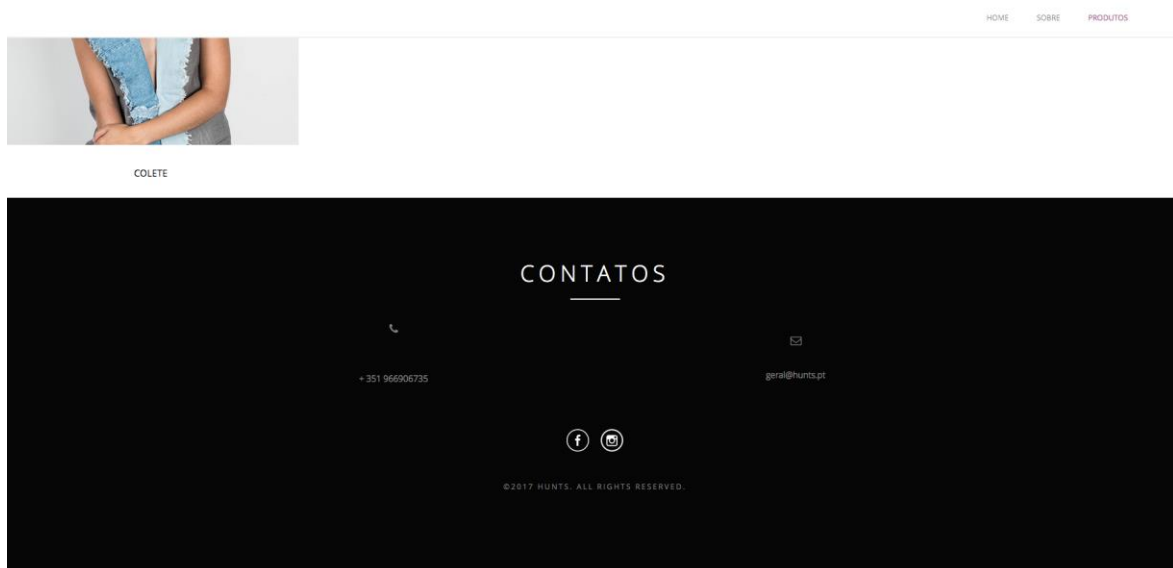 HOME SOBRE PRODUTOS
COLETE
CONTATOS
+ 351 966906735
geral@hunts.pt
©2017 HUNTS. ALL RIGHTS RESERVED.